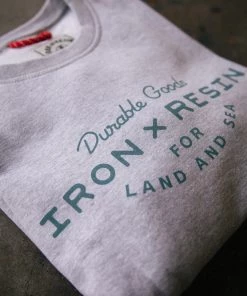 Durable Goods
IRON × RESIN
FOR
LAND AND SEA